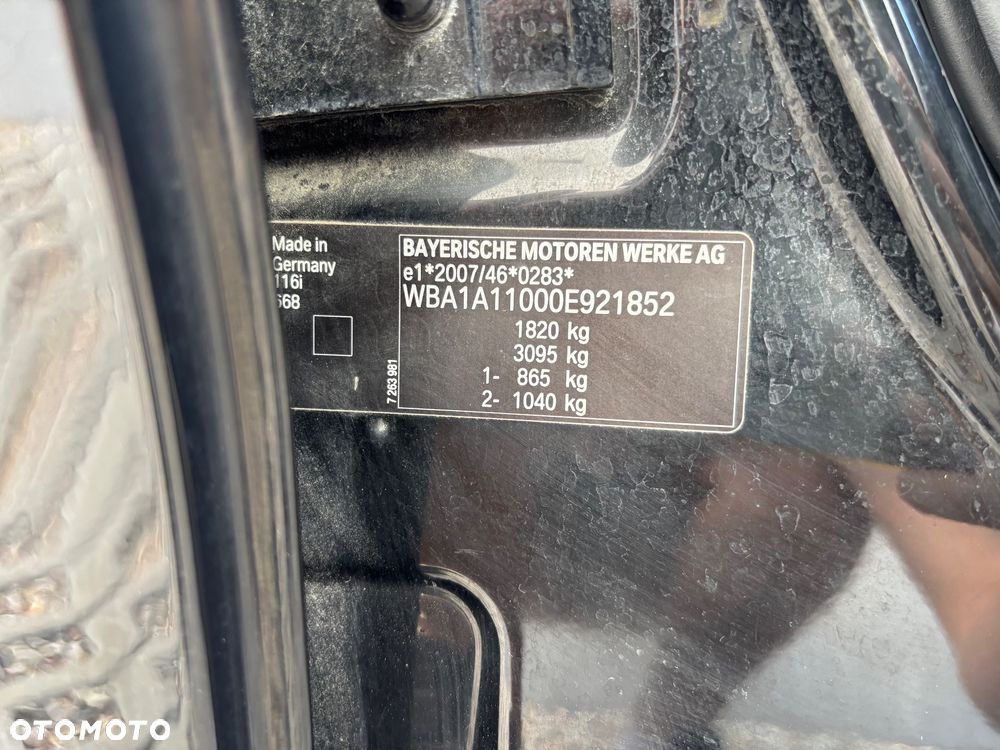 Made in
Germany
116i
668
7 263 981
BAYERISCHE MOTOREN WERKE AG
e1*2007/46*0283*
WBA1A11000E921852
1820 kg
3095 kg
1- 865 kg
2- 1040 kg
OTOMOTO